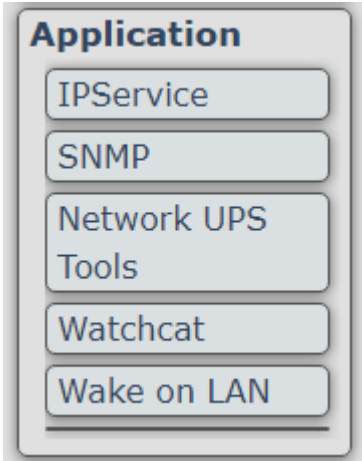 Application
IPService
SNMP
Network UPS
Tools
Watchcat
Wake on LAN